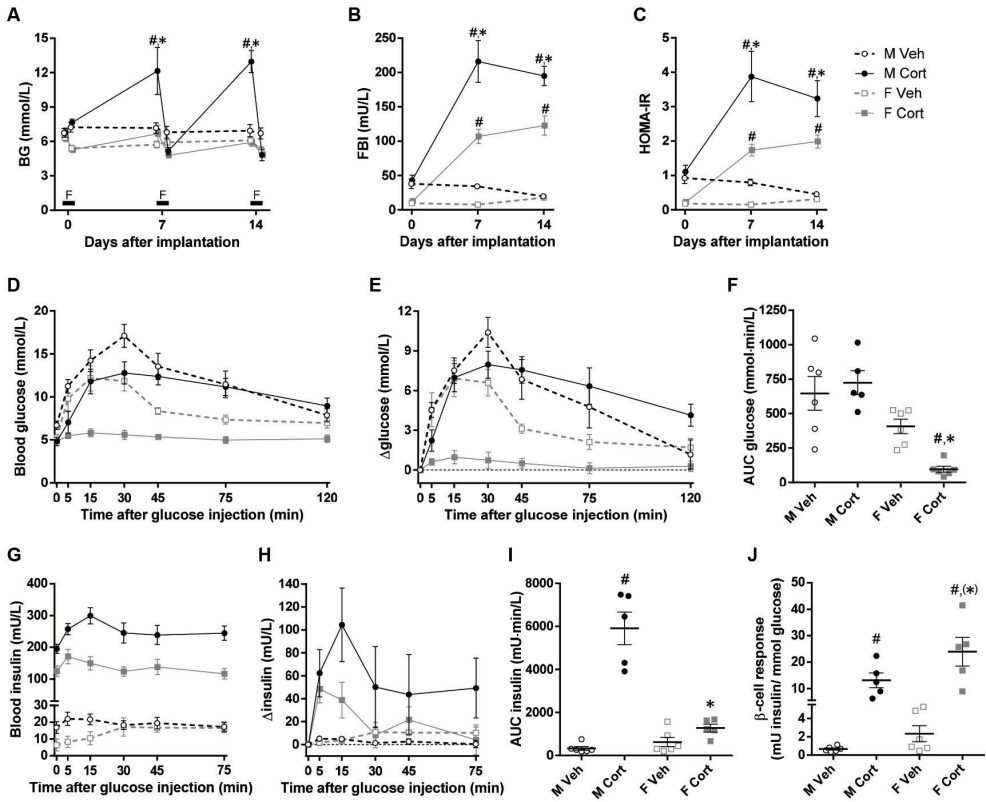 A
BG (mmol/L)
15
12
9
6
3
0
#,*
#,*
F
F
F
0
7
14
Days after implantation
B
FBI (mU/L)
250
200
150
100
50
0
#,*
#,*
#
#
0
7
14
Days after implantation
C
HOMA-IR
5
4
3
2
1
0
#,*
#,*
#
#
0
7
14
Days after implantation
M Veh
M Cort
F Veh
F Cort
D
Blood glucose (mmol/L)
20
15
10
5
0
0 5 15 30 45 75 120
Time after glucose injection (min)
E
Δglucose (mmol/L)
12
9
6
3
0
0 5 15 30 45 75 120
Time after glucose injection (min)
F
AUC glucose (mmol·min/L)
1250
1000
750
500
250
0
#,*
M Veh
M Cort
F Veh
F Cort
G
Blood insulin (mU/L)
400
300
200
100
30
20
10
0
0 5 15 30 45 75
Time after glucose injection (min)
H
Δinsulin (mU/L)
140
120
100
80
60
40
20
0
0 5 15 30 45 75
Time after glucose injection (min)
I
AUC insulin (mU·min/L)
8000
6000
4000
2000
0
#
*
M Veh
M Cort
F Veh
F Cort
J
β-cell response
(mU insulin/ mmol glucose)
50
40
30
20
10
6
4
2
0
#
#,(*)
M Veh
M Cort
F Veh
F Cort